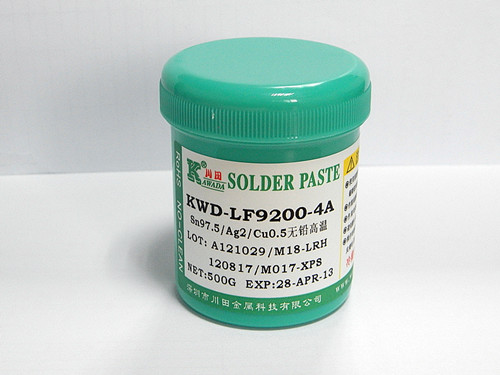 RoHS NO-CLEAN
K®川田
AWADA
SOLDER PASTE
KWD-LF9200-4A
Sn97.5/Ag2/Cu0.5无铅高温
LOT: A121029/M18-LRH
120817/M017-XPS
NET:500G EXP:28-APR-13
深圳市川田金属科技有限公司